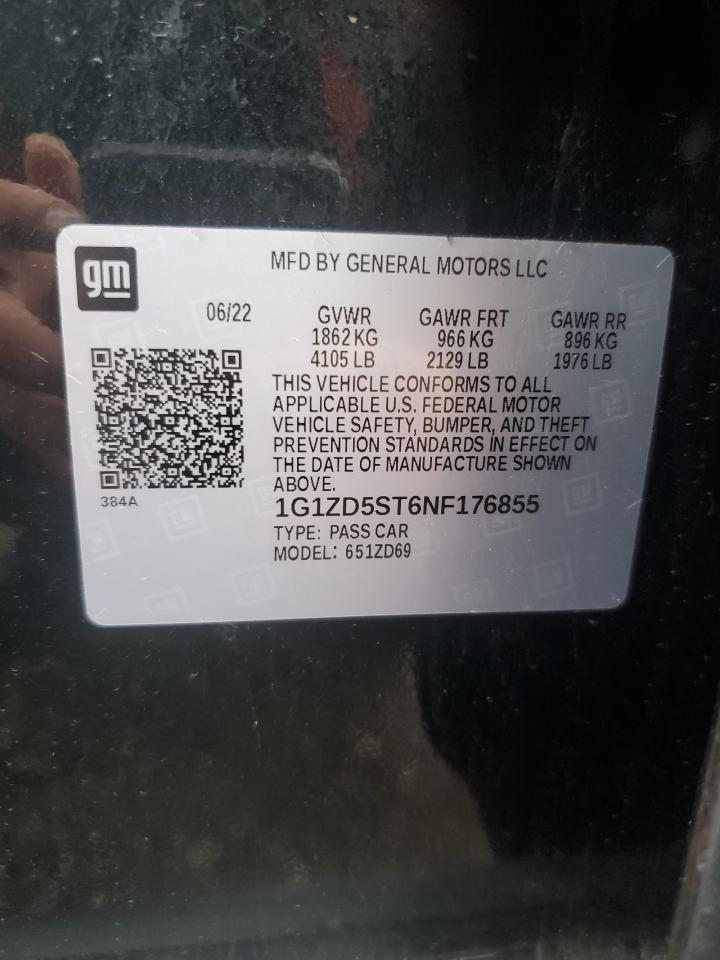 gm
MFD BY GENERAL MOTORS LLC
06/22
GVWR GAWR FRT GAWR RR
1862 KG 966 KG 896 KG
4105 LB 2129 LB 1976 LB
THIS VEHICLE CONFORMS TO ALL
APPLICABLE U.S. FEDERAL MOTOR
VEHICLE SAFETY, BUMPER, AND THEFT
PREVENTION STANDARDS IN EFFECT ON
THE DATE OF MANUFACTURE SHOWN
ABOVE.
384A
1G1ZD5ST6NF176855
TYPE: PASS CAR
MODEL: 651ZD69